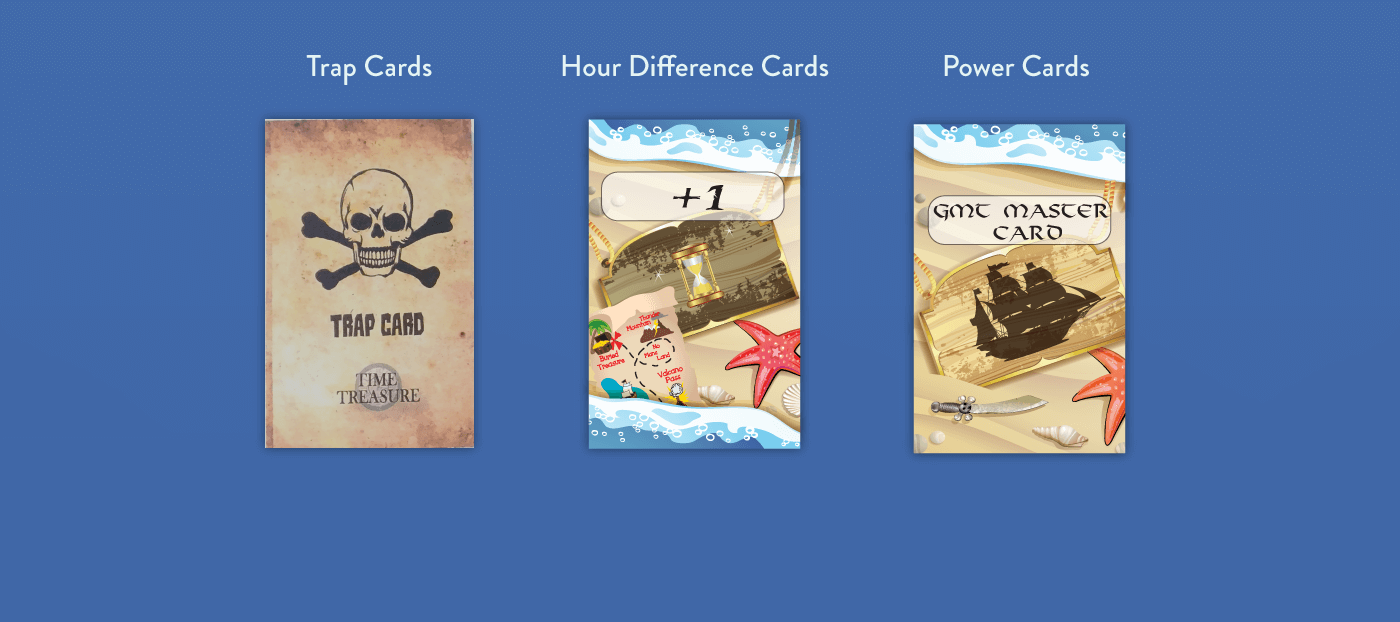 Trap Cards
Hour Difference Cards
Power Cards
TRAP CARD
TIME
TREASURE
+1
Thunder
Mountain
No
Mans
Land
Buried
Treasure
Volcano
Pass
GMT MASTER
CARD